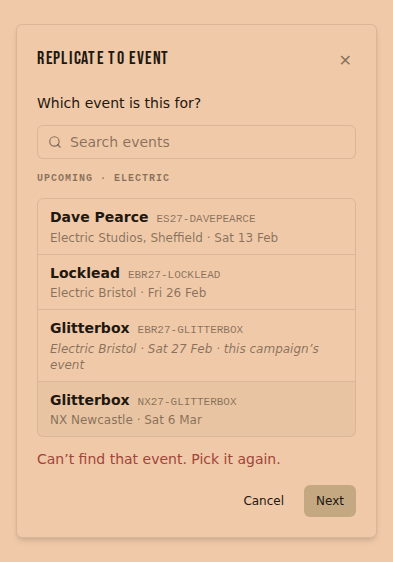 REPLICATE TO EVENT
×
Which event is this for?
Search events
UPCOMING · ELECTRIC
Dave Pearce ES27-DAVEPEARCE
Electric Studios, Sheffield · Sat 13 Feb
Locklead EBR27-LOCKLEAD
Electric Bristol · Fri 26 Feb
Glitterbox EBR27-GLITTERBOX
Electric Bristol · Sat 27 Feb · this campaign’s
event
Glitterbox NX27-GLITTERBOX
NX Newcastle · Sat 6 Mar
Can’t find that event. Pick it again.
Cancel Next